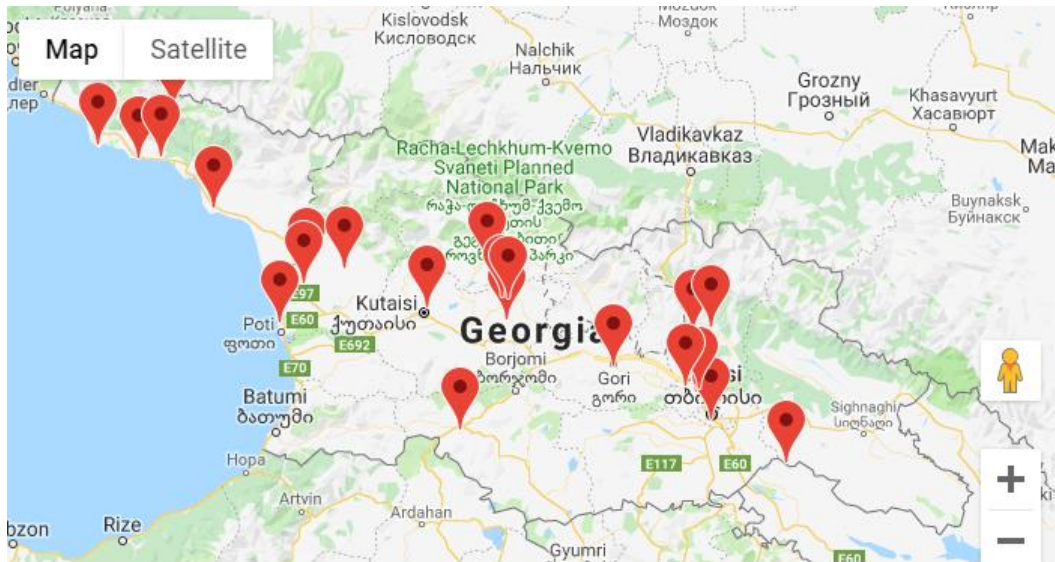 Map
Satellite
Kislovodsk
Кисловодск
Моздок
Nalchik
Нальчик
Grozny
Грозный
Khasavyurt
Хасавюрт
Vladikavkaz
Владикавказ
Buynaksk
Буйнакск
Racha-Lechkhum-Kvemo
Svaneti Planned
National Park
E97
E60
Poti
ფოთი
Kutaisi
ქუთაისი
E692
Georgia
E70
Borjomi
ბორჯომი
Gori
გორი
Batumi
ბათუმი
Sighnaghi
სიღნაღი
Hopa
E117
E60
Artvin
Ardahan
Rize
Gyumri
E60